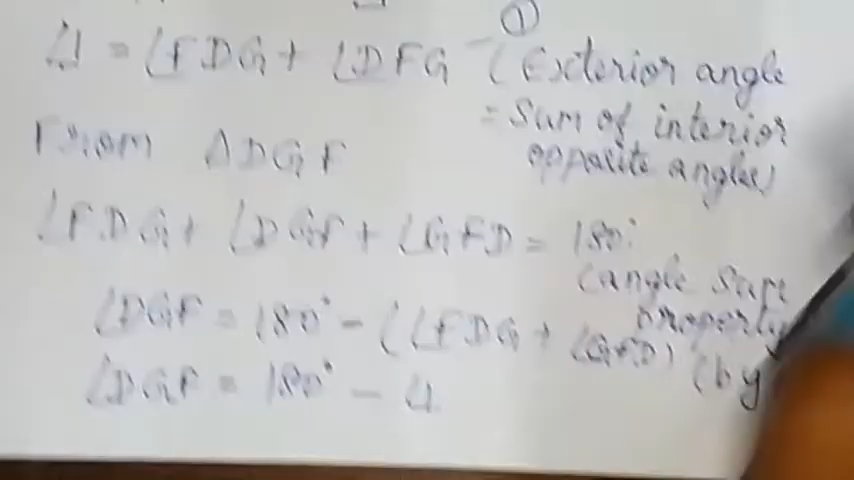 ①
∠1 = ∠FDG + ∠DFG - (Exterior angle
= Sum of interior
opposite angles)
From △DGF
∠FDG + ∠DGF + ∠GFD = 180°
(angle Sum
property
∠DGF = 180° - (∠FDG + ∠GFD)
(by
∠DGF = 180° - ∠1